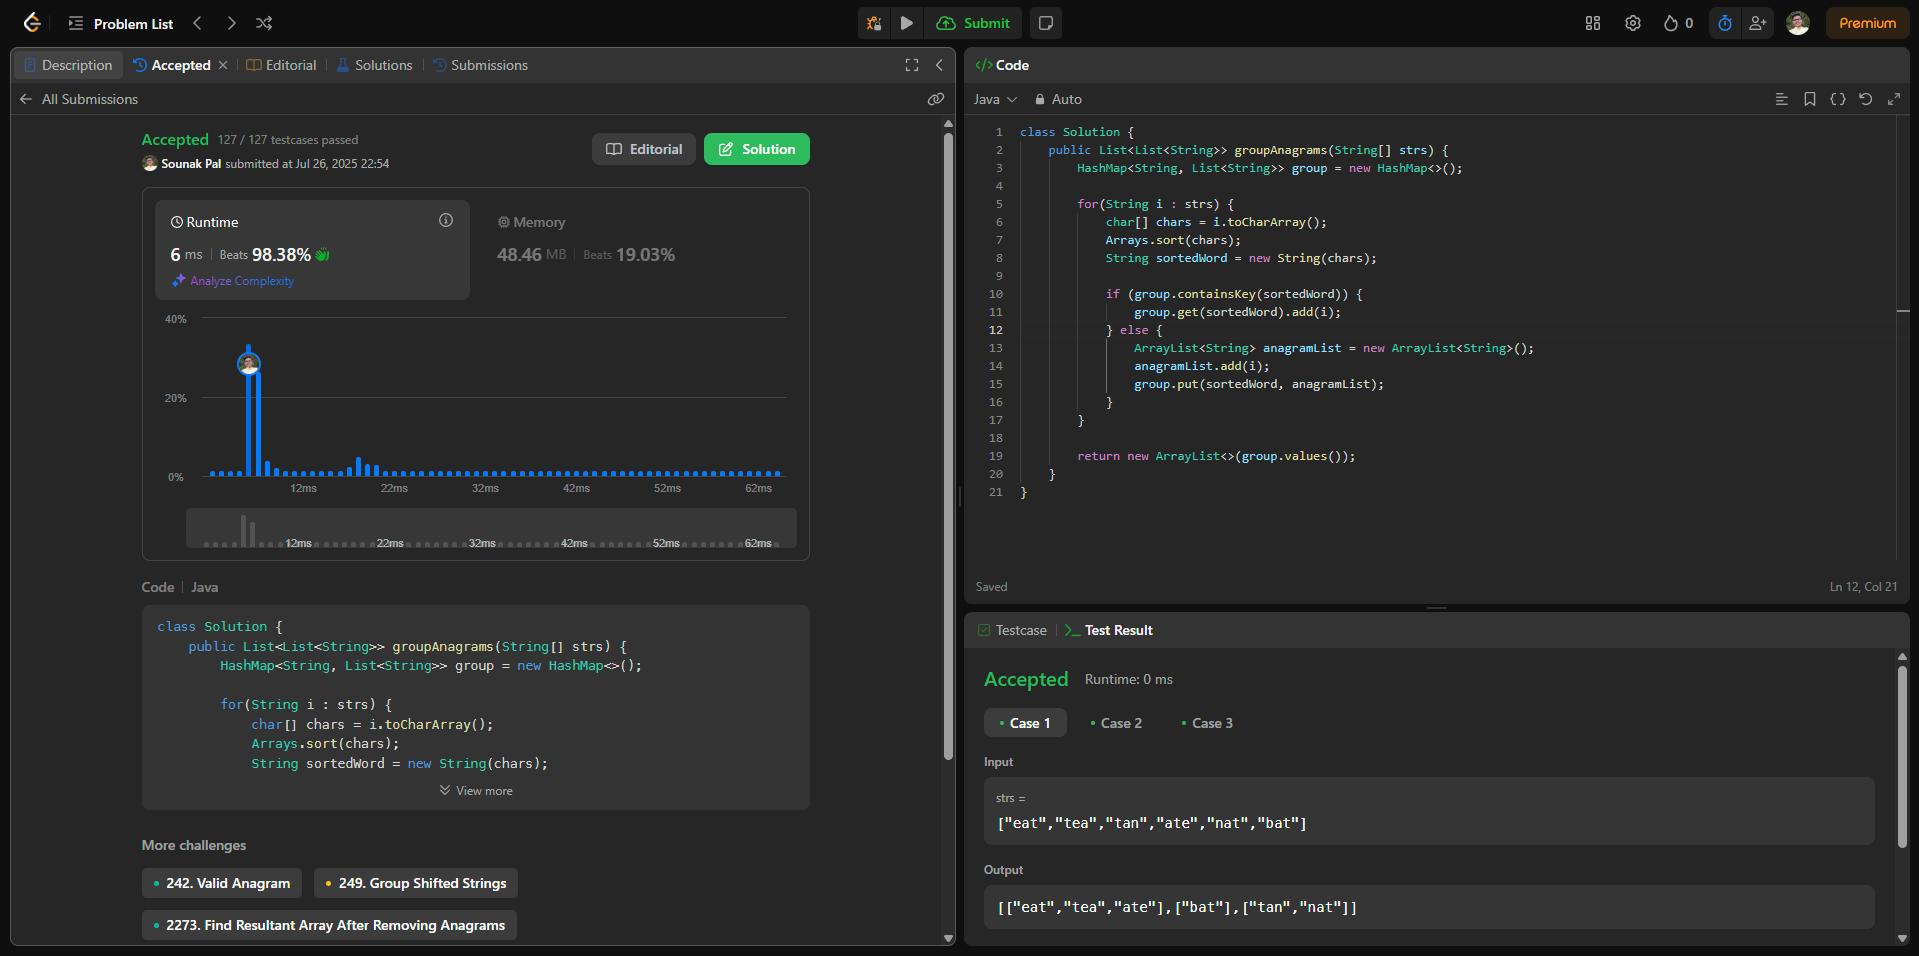 Problem List
Submit
0
Premium
Description
Accepted
Editorial
Solutions
Submissions
All Submissions
Accepted 127 / 127 testcases passed
Sounak Pal submitted at Jul 26, 2025 22:54
Editorial
Solution
Runtime
6 ms Beats 98.38%
Analyze Complexity
Memory
48.46 MB Beats 19.03%
40%
20%
0%
12ms 22ms 32ms 42ms 52ms 62ms
12ms 22ms 32ms 42ms 52ms 62ms
Code Java
class Solution {
public List<List<String>> groupAnagrams(String[] strs) {
HashMap<String, List<String>> group = new HashMap<>();
for(String i : strs) {
char[] chars = i.toCharArray();
Arrays.sort(chars);
String sortedWord = new String(chars);
View more
More challenges
242. Valid Anagram
249. Group Shifted Strings
2273. Find Resultant Array After Removing Anagrams
</> Code
Java
Auto
1 class Solution {
2 public List<List<String>> groupAnagrams(String[] strs) {
3 HashMap<String, List<String>> group = new HashMap<>();
4
5 for(String i : strs) {
6 char[] chars = i.toCharArray();
7 Arrays.sort(chars);
8 String sortedWord = new String(chars);
9
10 if (group.containsKey(sortedWord)) {
11 group.get(sortedWord).add(i);
12 } else {
13 ArrayList<String> anagramList = new ArrayList<String>();
14 anagramList.add(i);
15 group.put(sortedWord, anagramList);
16 }
17 }
18
19 return new ArrayList<>(group.values());
20 }
21 }
Saved
Ln 12, Col 21
Testcase
Test Result
Accepted Runtime: 0 ms
Case 1
Case 2
Case 3
Input
strs =
["eat","tea","tan","ate","nat","bat"]
Output
[["eat","tea","ate"],["bat"],["tan","nat"]]